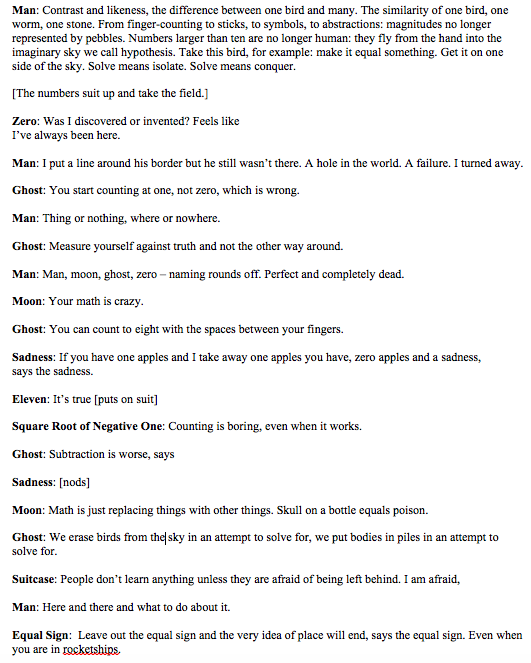 Man: Contrast and likeness, the difference between one bird and many. The similarity of one bird, one
worm, one stone. From finger-counting to sticks, to symbols, to abstractions: magnitudes no longer
represented by pebbles. Numbers larger than ten are no longer human: they fly from the hand into the
imaginary sky we call hypothesis. Take this bird, for example: make it equal something. Get it on one
side of the sky. Solve means isolate. Solve means conquer.
[The numbers suit up and take the field.]
Zero: Was I discovered or invented? Feels like
I’ve always been here.
Man: I put a line around his border but he still wasn’t there. A hole in the world. A failure. I turned away.
Ghost: You start counting at one, not zero, which is wrong.
Man: Thing or nothing, where or nowhere.
Ghost: Measure yourself against truth and not the other way around.
Man: Man, moon, ghost, zero – naming rounds off. Perfect and completely dead.
Moon: Your math is crazy.
Ghost: You can count to eight with the spaces between your fingers.
Sadness: If you have one apples and I take away one apples you have, zero apples and a sadness,
says the sadness.
Eleven: It’s true [puts on suit]
Square Root of Negative One: Counting is boring, even when it works.
Ghost: Subtraction is worse, says
Sadness: [nods]
Moon: Math is just replacing things with other things. Skull on a bottle equals poison.
Ghost: We erase birds from the sky in an attempt to solve for, we put bodies in piles in an attempt to
solve for.
Suitcase: People don’t learn anything unless they are afraid of being left behind. I am afraid,
Man: Here and there and what to do about it.
Equal Sign: Leave out the equal sign and the very idea of place will end, says the equal sign. Even when
you are in rocketships.